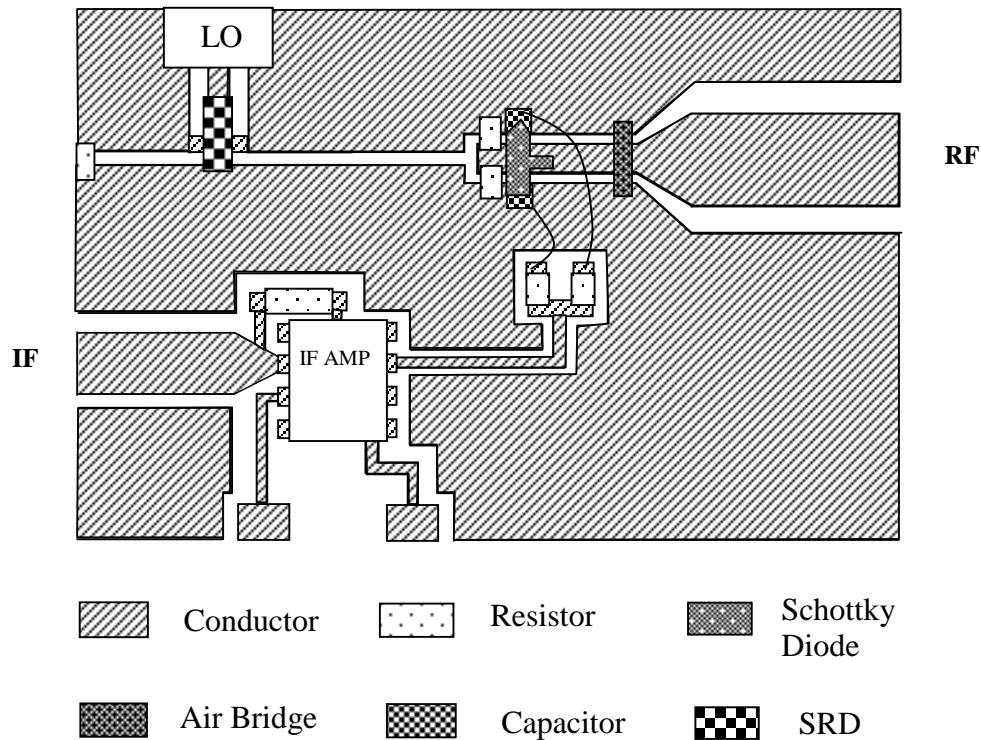 LO
RF
IF
IF AMP
Conductor
Resistor
Schottky
Diode
Air Bridge
Capacitor
SRD